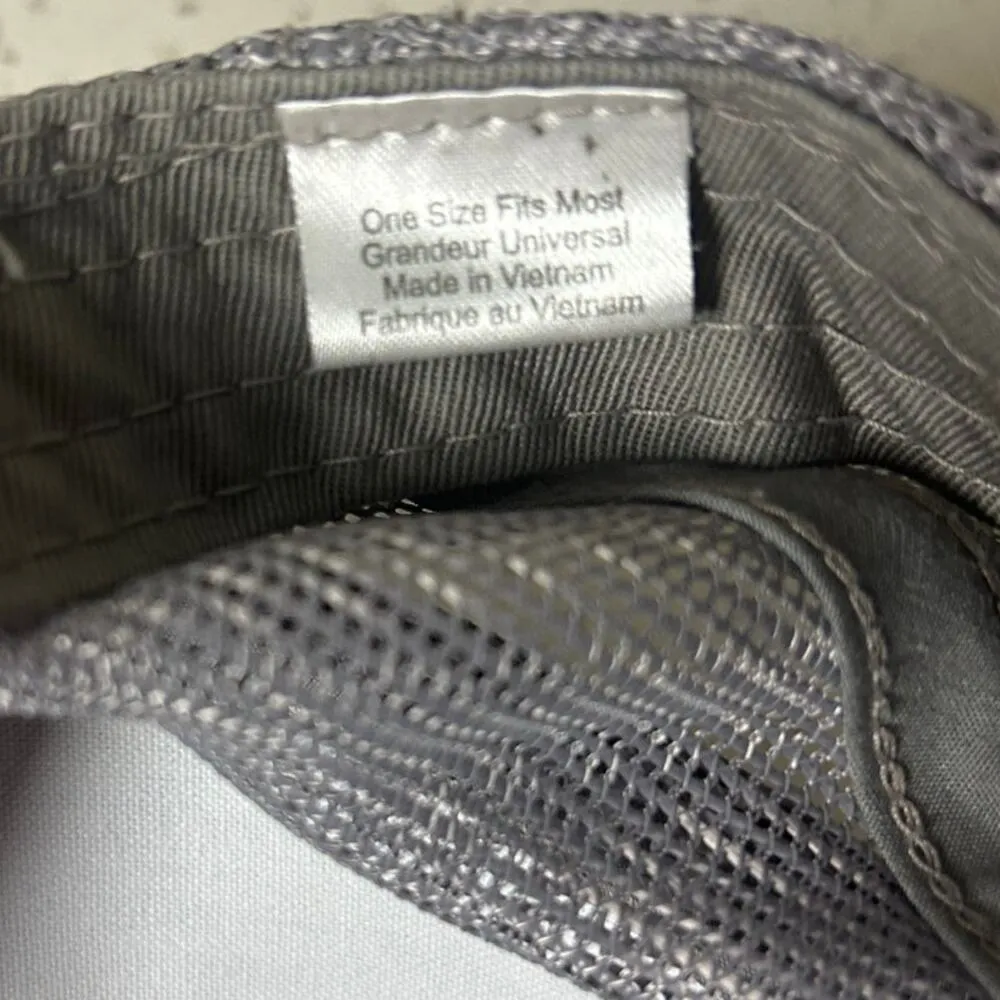 One Size Fits Most
Grandeur Universal
Made in Vietnam
Fabrique au Vietnam